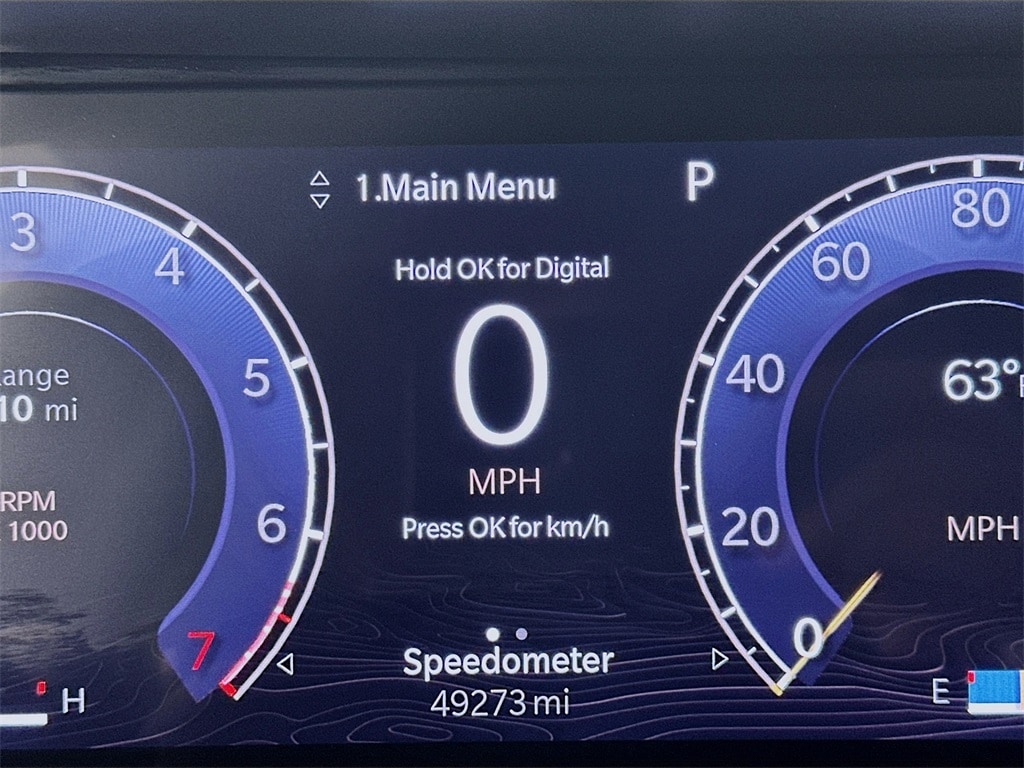 1.Main Menu
P
Hold OK for Digital
0
MPH
Press OK for km/h
Speedometer
49273 mi
3
4
5
6
7
10 mi
RPM
1000
H
80
60
40
20
0
63°
MPH
E